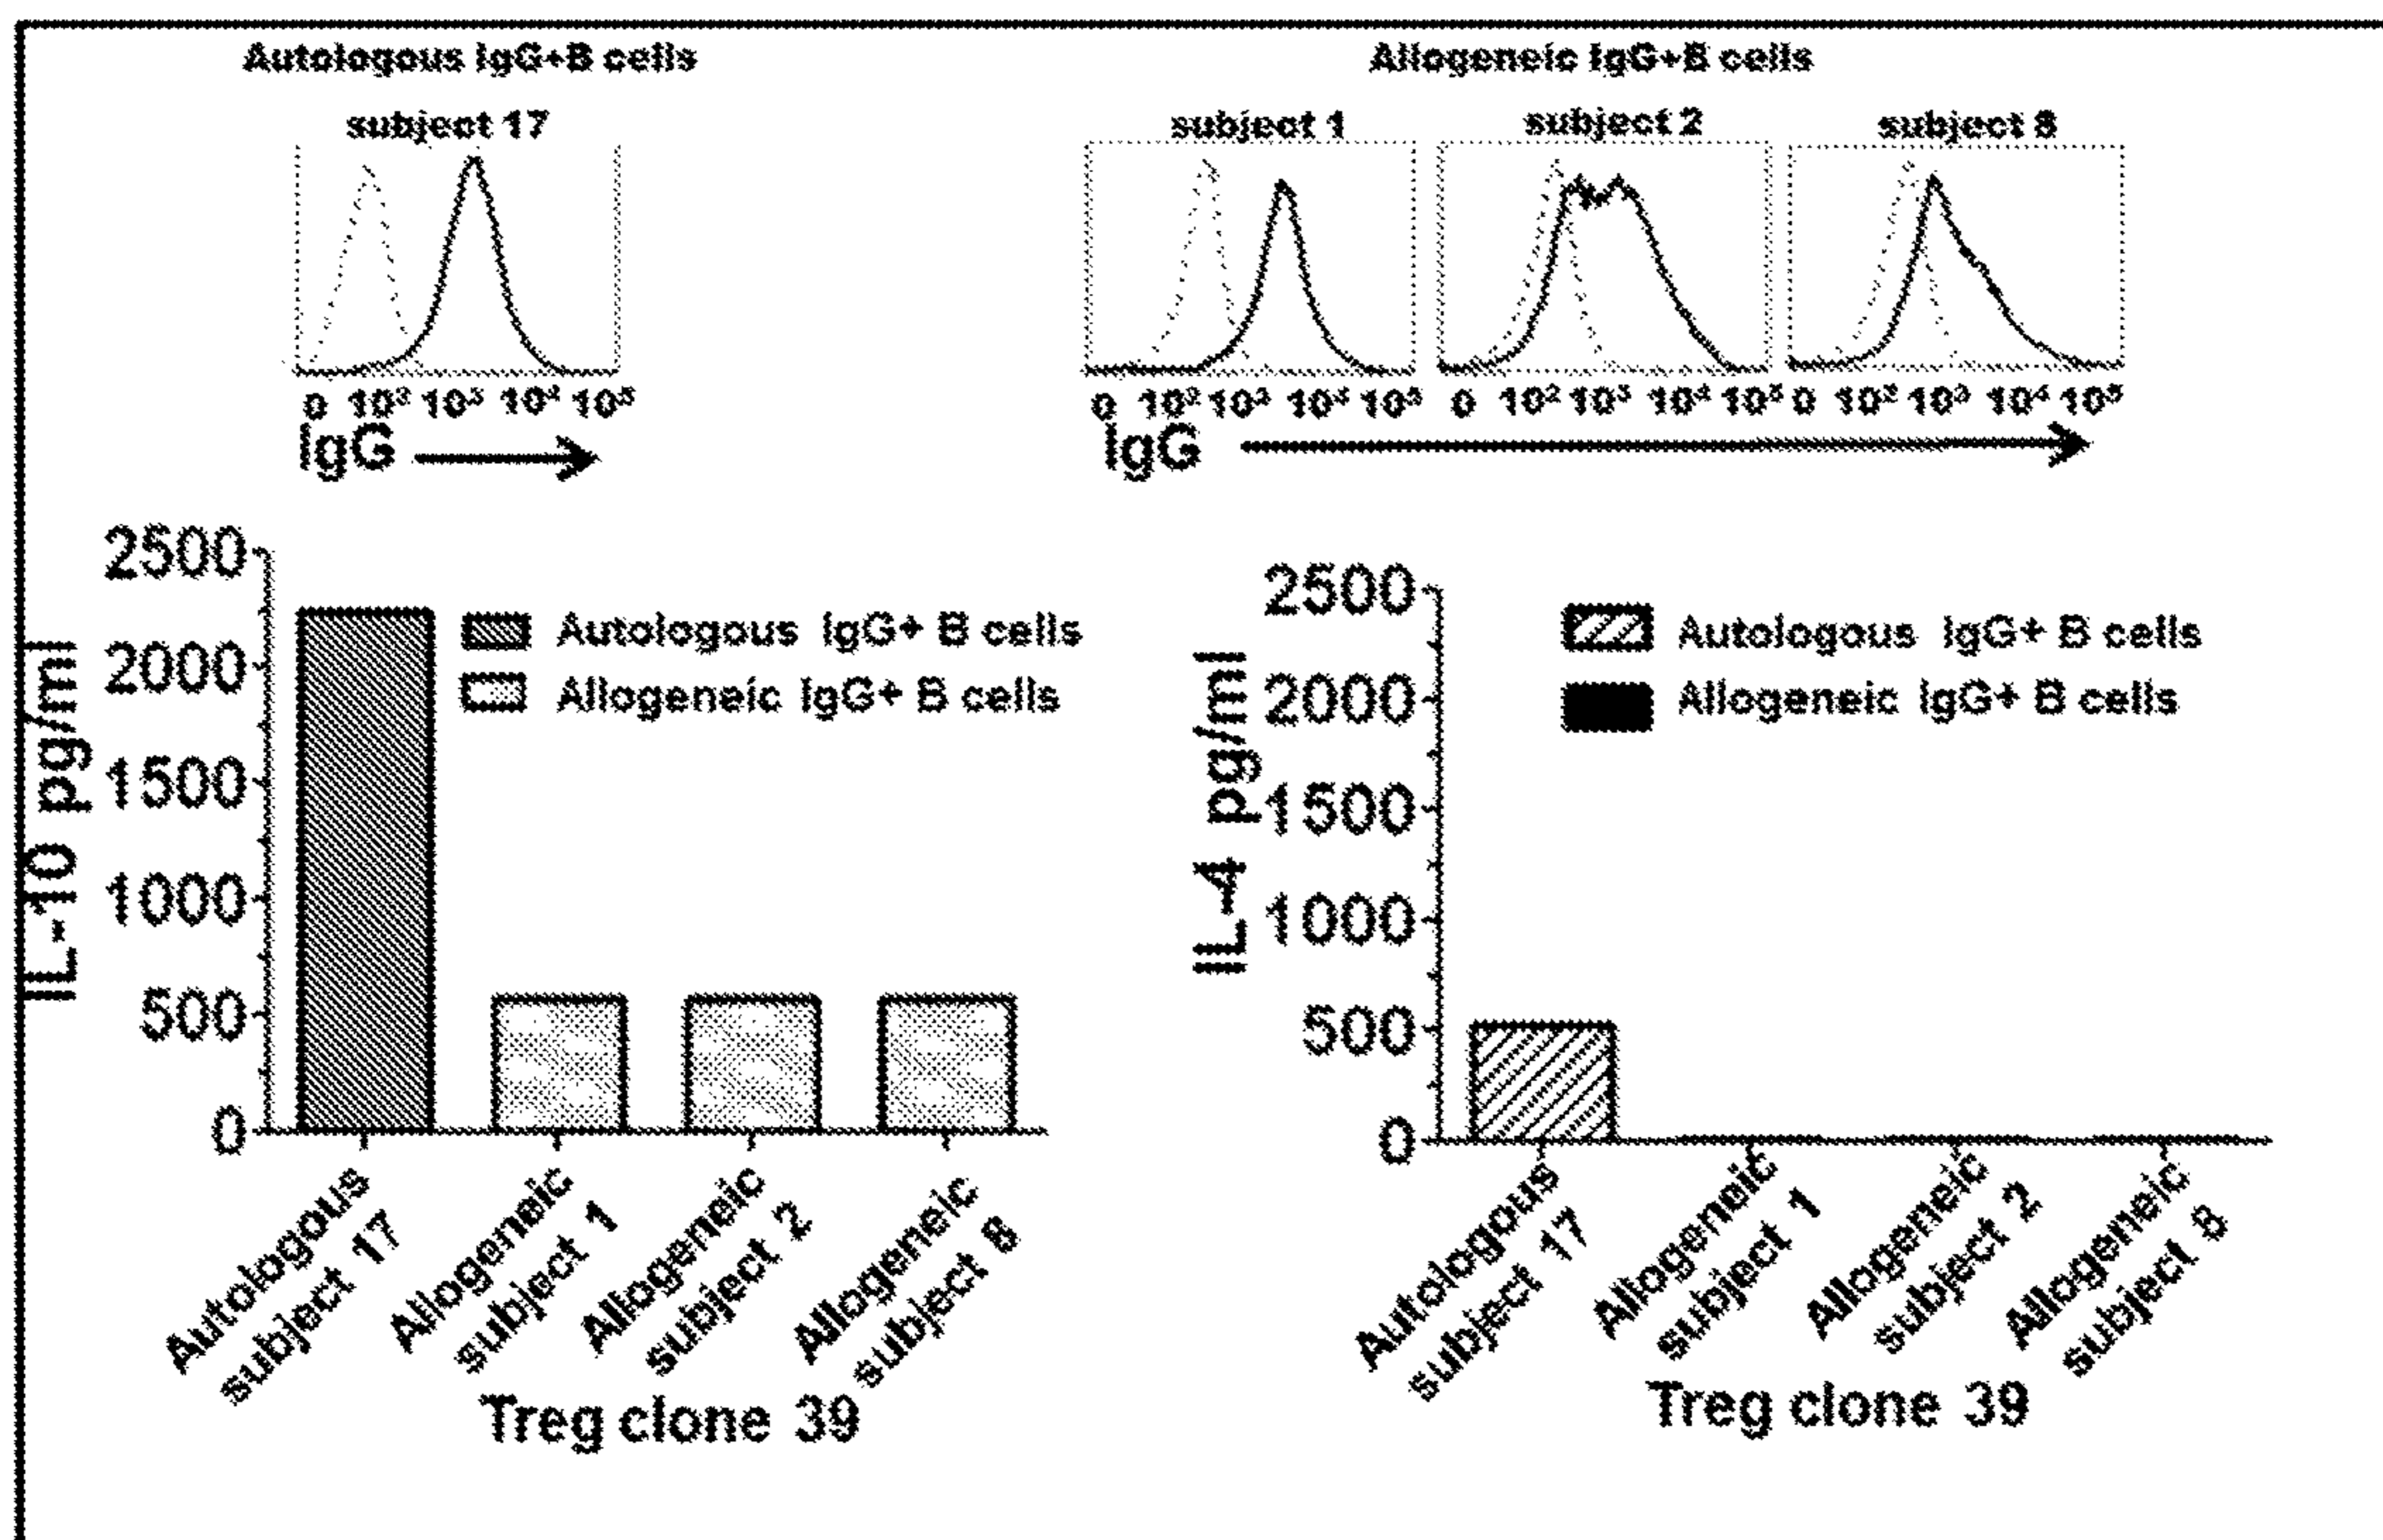 Autologous IgG+B cells
Allogeneic IgG+B cells
subject 17
subject 1
subject 2
subject 8
0 10² 10³ 10⁴ 10⁵
0 10² 10³ 10⁴ 10⁵
0 10² 10³ 10⁴ 10⁵
0 10² 10³ 10⁴ 10⁵
IgG
IgG
IL-10 pg/ml
2500
2000
1500
1000
500
0
Autologous IgG+ B cells
Allogeneic IgG+ B cells
Autologous subject 17
Allogeneic subject 1
Allogeneic subject 2
Allogeneic subject 8
Treg clone 39
IL-4 pg/ml
2500
2000
1500
1000
500
0
Autologous IgG+ B cells
Allogeneic IgG+ B cells
Autologous subject 17
Allogeneic subject 1
Allogeneic subject 2
Allogeneic subject 8
Treg clone 39